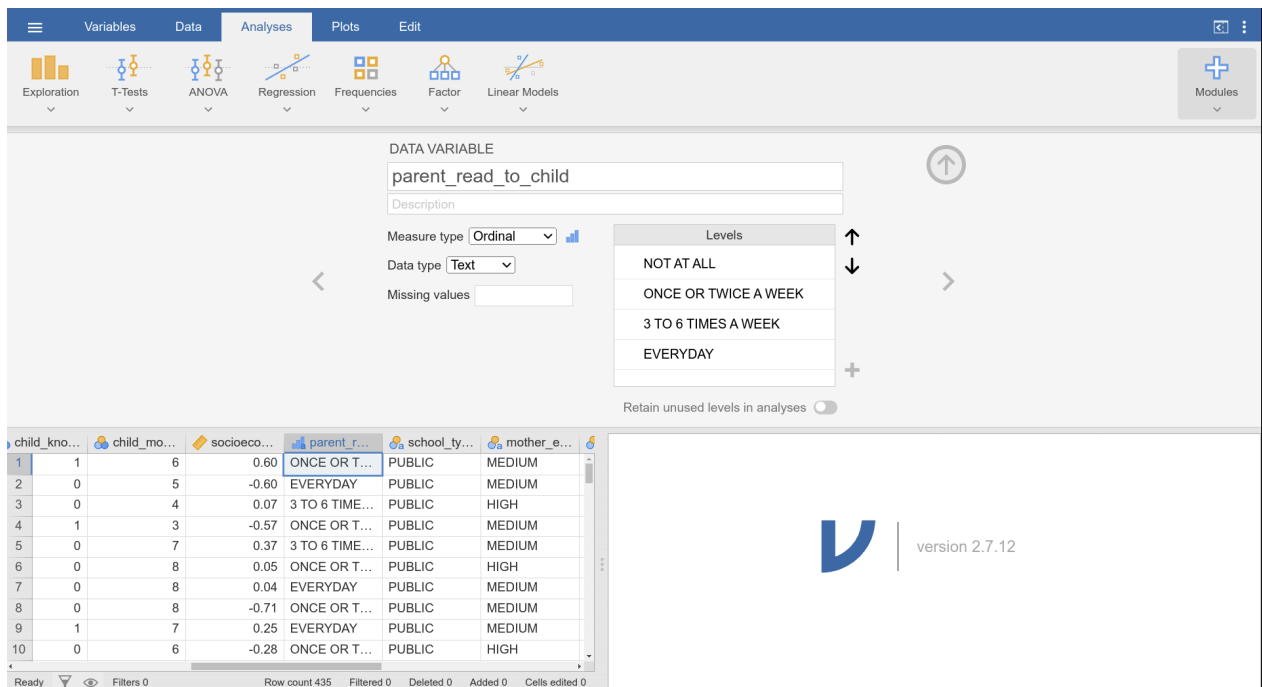 Variables Data Analyses Plots Edit
Exploration T-Tests ANOVA Regression Frequencies Factor Linear Models Modules
DATA VARIABLE
parent_read_to_child
Description
Measure type Ordinal
Data type Text
Missing values
Levels
NOT AT ALL
ONCE OR TWICE A WEEK
3 TO 6 TIMES A WEEK
EVERYDAY
Retain unused levels in analyses
child_kno... child_mo... socioeco... parent_r... school_ty... mother_e...
1 1 6 0.60 ONCE OR T... PUBLIC MEDIUM
2 0 5 -0.60 EVERYDAY PUBLIC MEDIUM
3 0 4 0.07 3 TO 6 TIME... PUBLIC HIGH
4 1 3 -0.57 ONCE OR T... PUBLIC MEDIUM
5 0 7 0.37 3 TO 6 TIME... PUBLIC MEDIUM
6 0 8 0.05 ONCE OR T... PUBLIC HIGH
7 0 8 0.04 EVERYDAY PUBLIC MEDIUM
8 0 8 -0.71 ONCE OR T... PUBLIC MEDIUM
9 1 7 0.25 EVERYDAY PUBLIC MEDIUM
10 0 6 -0.28 ONCE OR T... PUBLIC HIGH
version 2.7.12
Ready Filters 0 Row count 435 Filtered 0 Deleted 0 Added 0 Cells edited 0